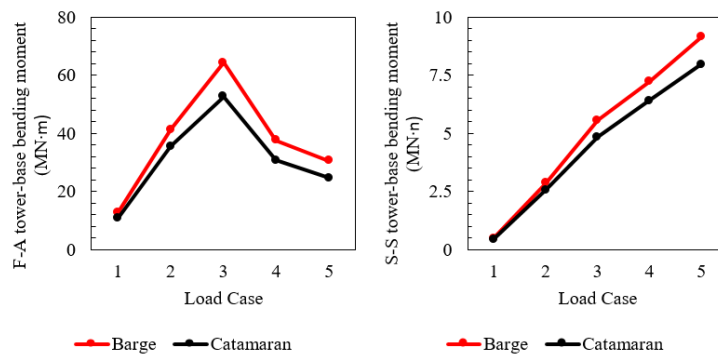 F-A tower-base bending moment
(MN·m)
80
60
40
20
0
1 2 3 4 5
Load Case
Barge Catamaran
S-S tower-base bending moment
(MN·n)
10
7.5
5
2.5
0
1 2 3 4 5
Load Case
Barge Catamaran